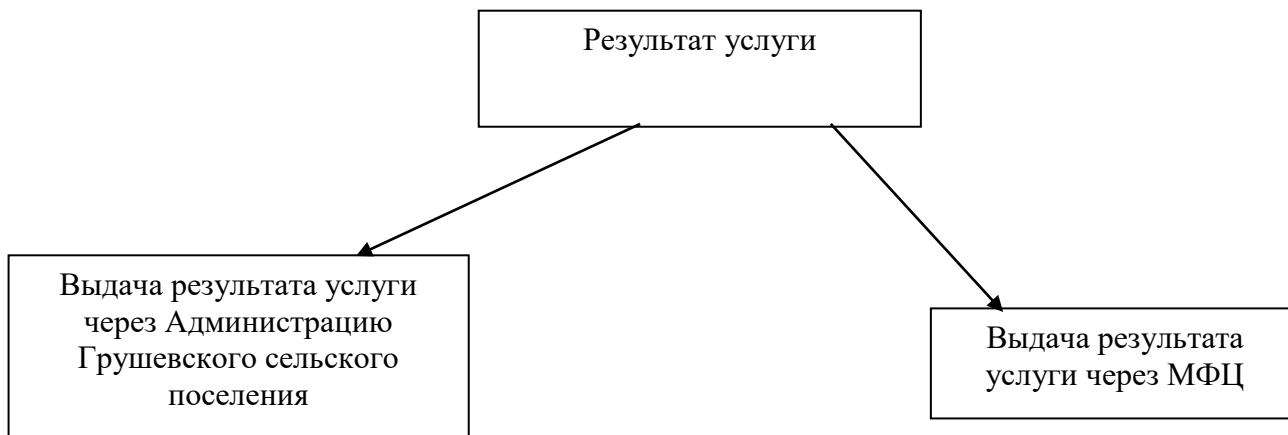 Результат услуги
Выдача результата услуги
через Администрацию
Грушевского сельского
поселения
Выдача результата
услуги через МФЦ